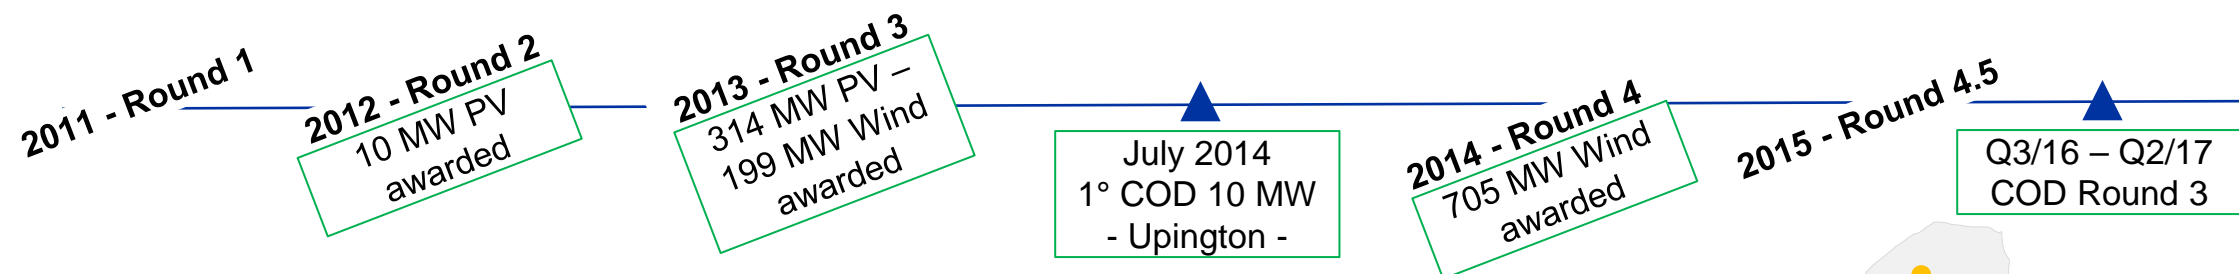 2011 - Round 1
2012 - Round 2
10 MW PV
awarded
2013 - Round 3
314 MW PV –
199 MW Wind
awarded
July 2014
1° COD 10 MW
- Upington -
2014 - Round 4
705 MW Wind
awarded
2015 - Round 4.5
Q3/16 – Q2/17
COD Round 3